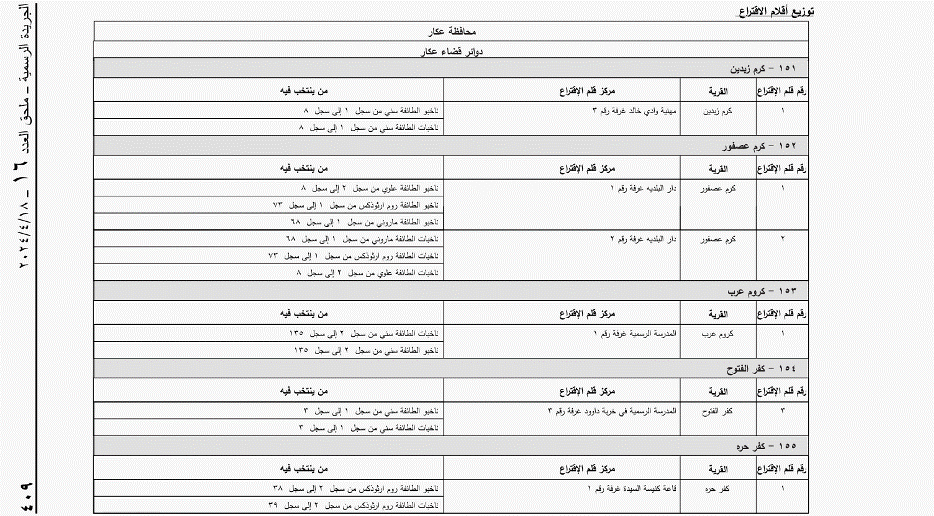 توزيع أقلام الاقتراع
محافظة عكار
دوائر قضاء عكار
١٥١ - كرم زبدين
رقم قلم الإقتراع القرية مركز قلم الإقتراع من ينتخب فيه
١ كرم زبدين مهنية وادي خالد غرفة رقم ٣ ناخبو الطائفة سني من سجل ١ إلى سجل ٨
ناخبات الطائفة سني من سجل ١ إلى سجل ٨
١٥٢ - كرم عصفور
رقم قلم الإقتراع القرية مركز قلم الإقتراع من ينتخب فيه
١ كرم عصفور دار البلديه غرفة رقم ١ ناخبو الطائفة علوي من سجل ٢ إلى سجل ٨
ناخبو الطائفة روم ارثوذكس من سجل ١ إلى سجل ٧٣
ناخبو الطائفة ماروني من سجل ١ إلى سجل ٦٨
٢ كرم عصفور دار البلديه غرفة رقم ٢ ناخبات الطائفة ماروني من سجل ١ إلى سجل ٦٨
ناخبات الطائفة روم ارثوذكس من سجل ١ إلى سجل ٧٣
ناخبات الطائفة علوي من سجل ٢ إلى سجل ٨
١٥٣ - كروم عرب
رقم قلم الإقتراع القرية مركز قلم الإقتراع من ينتخب فيه
١ كروم عرب المدرسة الرسمية غرفة رقم ١ ناخبو الطائفة سني من سجل ٢ إلى سجل ١٣٥
ناخبات الطائفة سني من سجل ٢ إلى سجل ١٣٥
١٥٤ - كفر الفتوح
رقم قلم الإقتراع القرية مركز قلم الإقتراع من ينتخب فيه
٣ كفر الفتوح المدرسة الرسمية في خربة داوود غرفة رقم ٣ ناخبو الطائفة سني من سجل ١ إلى سجل ٣
ناخبات الطائفة سني من سجل ١ إلى سجل ٣
١٥٥ - كفر حره
رقم قلم الإقتراع القرية مركز قلم الإقتراع من ينتخب فيه
١ كفر حره قاعة كنيسة السيدة غرفة رقم ١ ناخبو الطائفة روم ارثوذكس من سجل ٢ إلى سجل ٣٨
ناخبات الطائفة روم ارثوذكس من سجل ٢ إلى سجل ٣٩
الجريدة الرسمية – ملحق العدد ١٦ – ٢٠٢٤/٤/١٨
٤٠٩